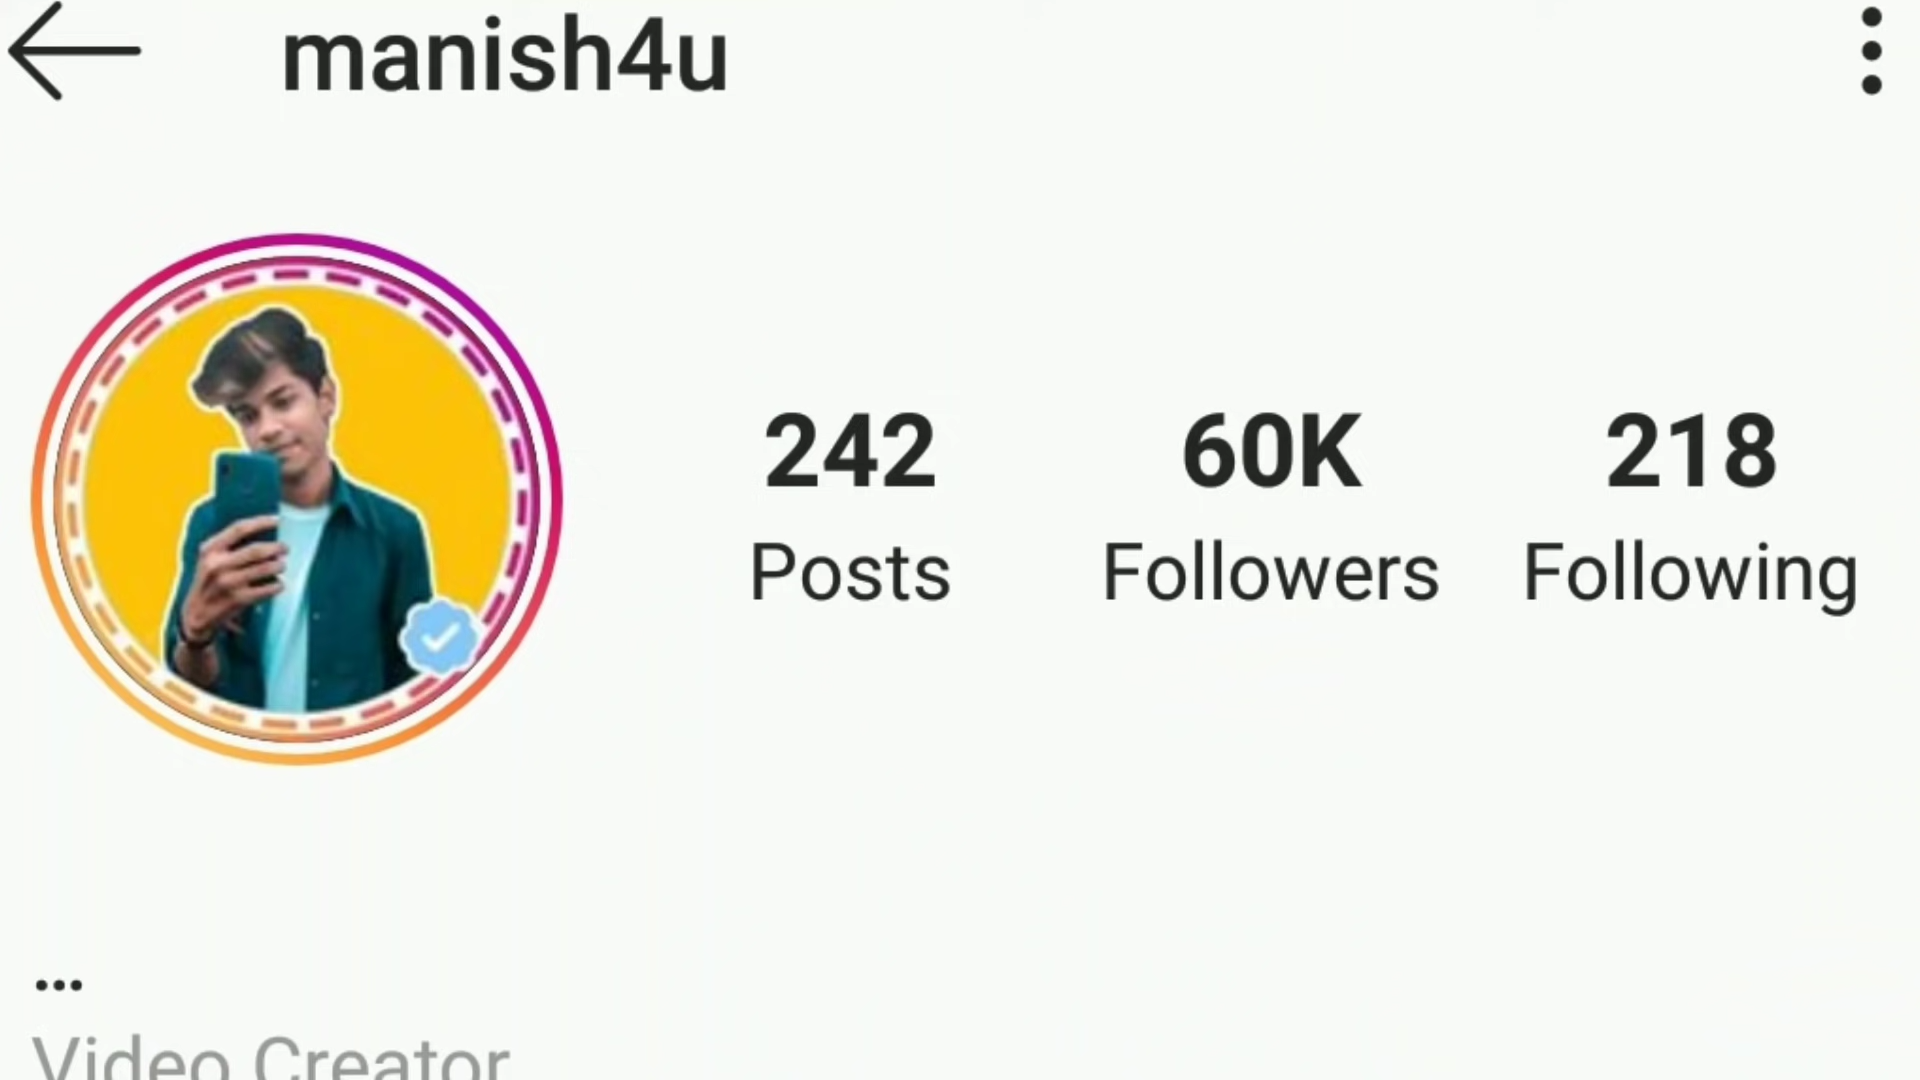 manish4u
242 60K 218
Posts Followers Following
...
Video Creator